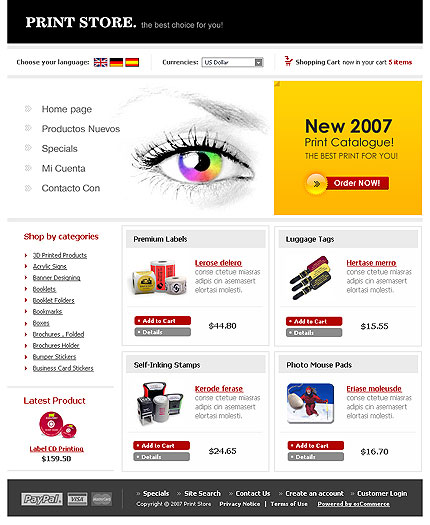 PRINT STORE. the best choice for you!
Choose your language:
Currencies: US Dollar
Shopping Cart now in your cart 5 items
Home page
Productos Nuevos
Specials
Mi Cuenta
Contacto Con
New 2007
Print Catalogue!
THE BEST PRINT FOR YOU!
Order NOW!
Shop by categories
3D Printed Products
Acrylic Signs
Banner Designing
Booklets
Booklet Folders
Bookmarks
Boxes
Brochures , Folded
Brochures Holder
Bumper Stickers
Business Card Stickers
Latest Product
Label CD Printing
$159.50
Premium Labels
Lerose delero
conse ctetue miasras
adipis cin asemasert
elortasi molesti.
Add to Cart
Details
$44.80
Luggage Tags
Hertase merro
conse ctetue miasras
adipis cin asemasert
elortasi molesti.
Add to Cart
Details
$15.55
Self-Inking Stamps
Kerode ferase
conse ctetue miasras
adipis cin asemasert
elortasi molesti.
Add to Cart
Details
$24.65
Photo Mouse Pads
Eriase moleusde
conse ctetue miasras
adipis cin asemasert
elortasi molesti.
Add to Cart
Details
$16.70
PayPal VISA
Specials Site Search Contact Us Create an account Customer Login
Copyright © 2007 Print Store Privacy Notice | Terms of Use Powered by osCommerce